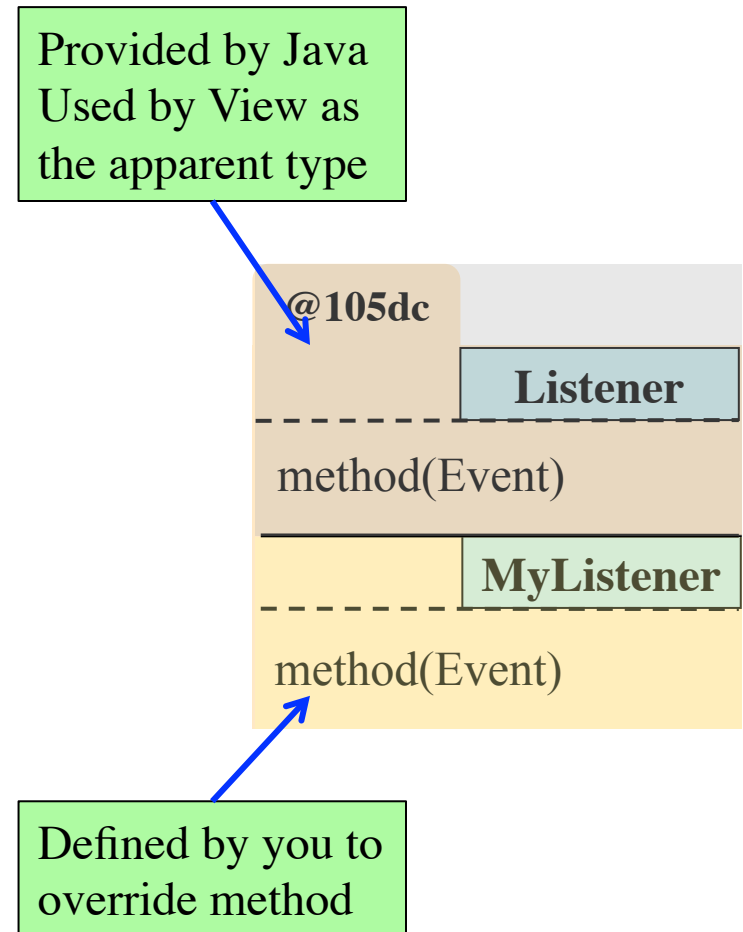 Provided by Java
Used by View as
the apparent type
@105dc
Listener
method(Event)
MyListener
method(Event)
Defined by you to
override method